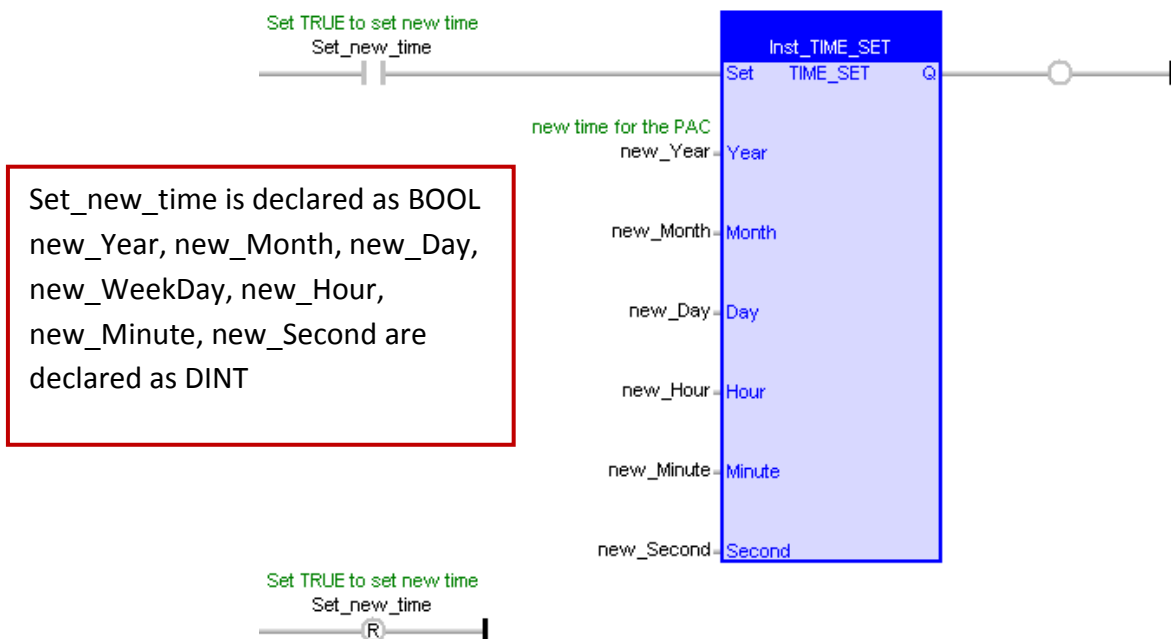 Set TRUE to set new time
Set_new_time
Inst_TIME_SET
Set TIME_SET Q
new time for the PAC
new_Year Year
Set_new_time is declared as BOOL
new_Year, new_Month, new_Day,
new_WeekDay, new_Hour,
new_Minute, new_Second are
declared as DINT
new_Month Month
new_Day Day
new_Hour Hour
new_Minute Minute
new_Second Second
Set TRUE to set new time
Set_new_time
R